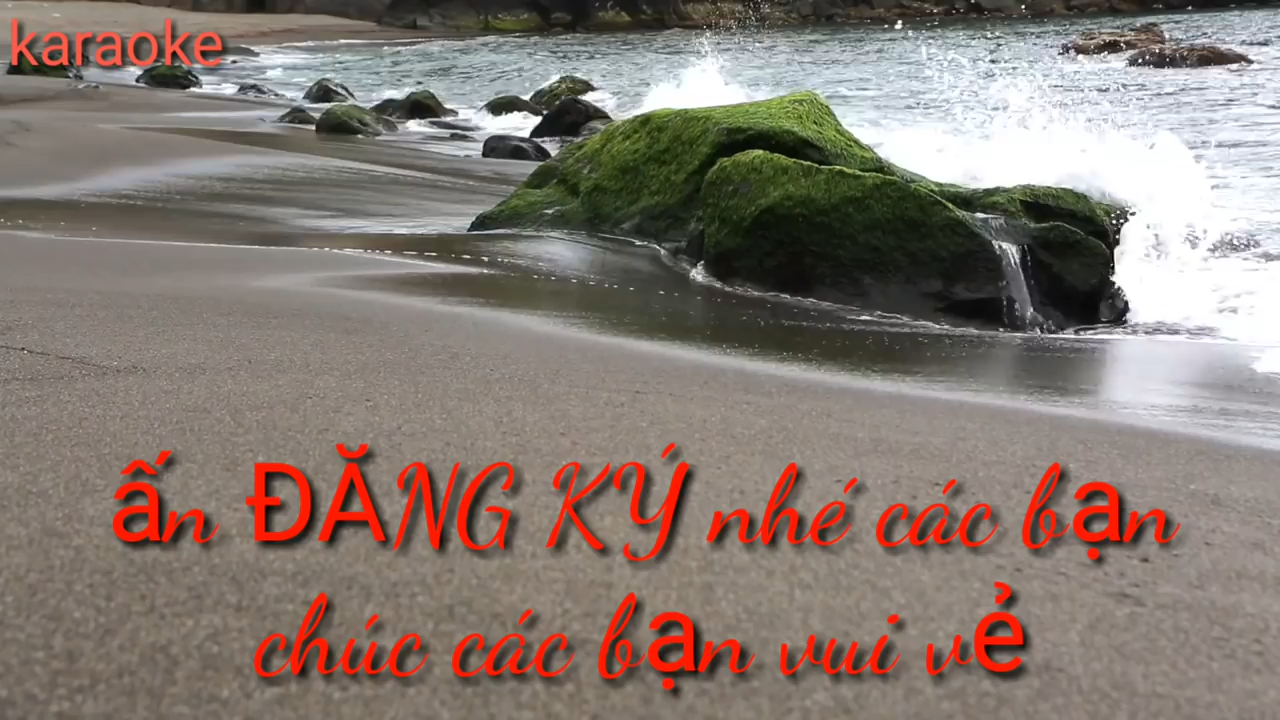 karaoke
ấn ĐĂNG KÝ nhé các bạn
chúc các bạn vui vẻ